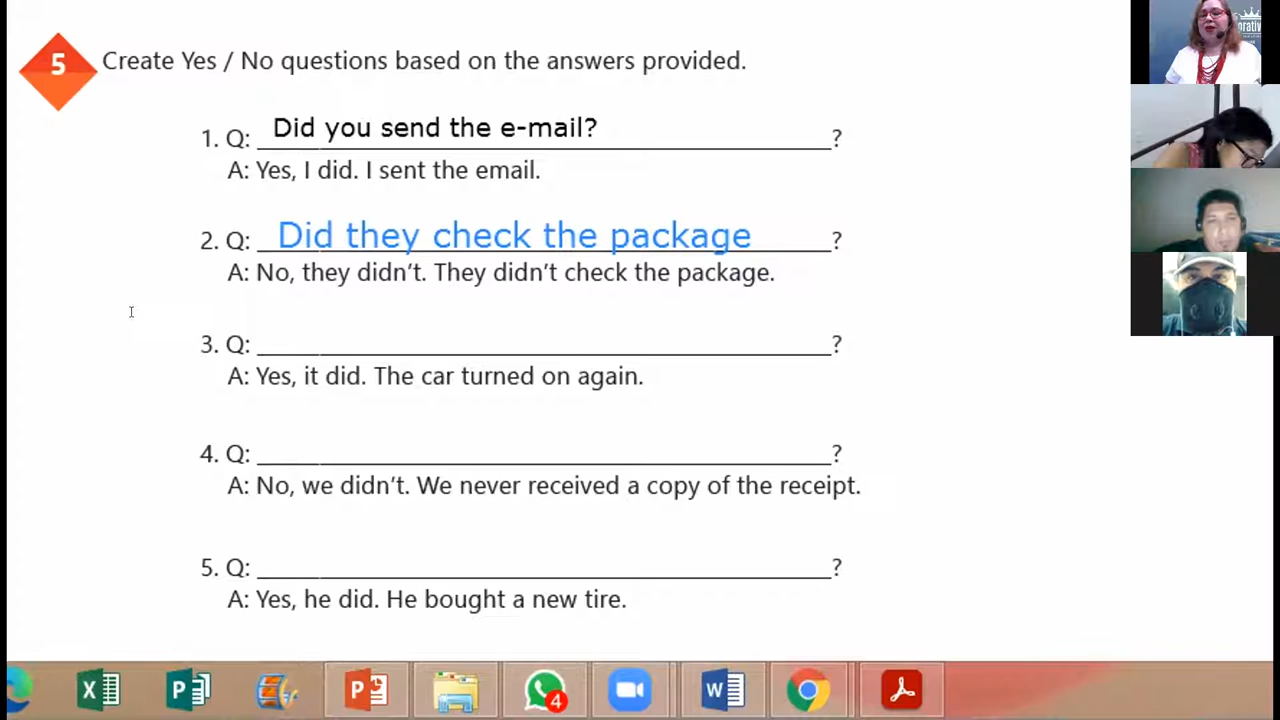 5 Create Yes / No questions based on the answers provided.
1. Q: Did you send the e-mail? ?
A: Yes, I did. I sent the email.
2. Q: Did they check the package ?
A: No, they didn't. They didn't check the package.
3. Q: ?
A: Yes, it did. The car turned on again.
4. Q: ?
A: No, we didn't. We never received a copy of the receipt.
5. Q: ?
A: Yes, he did. He bought a new tire.
4